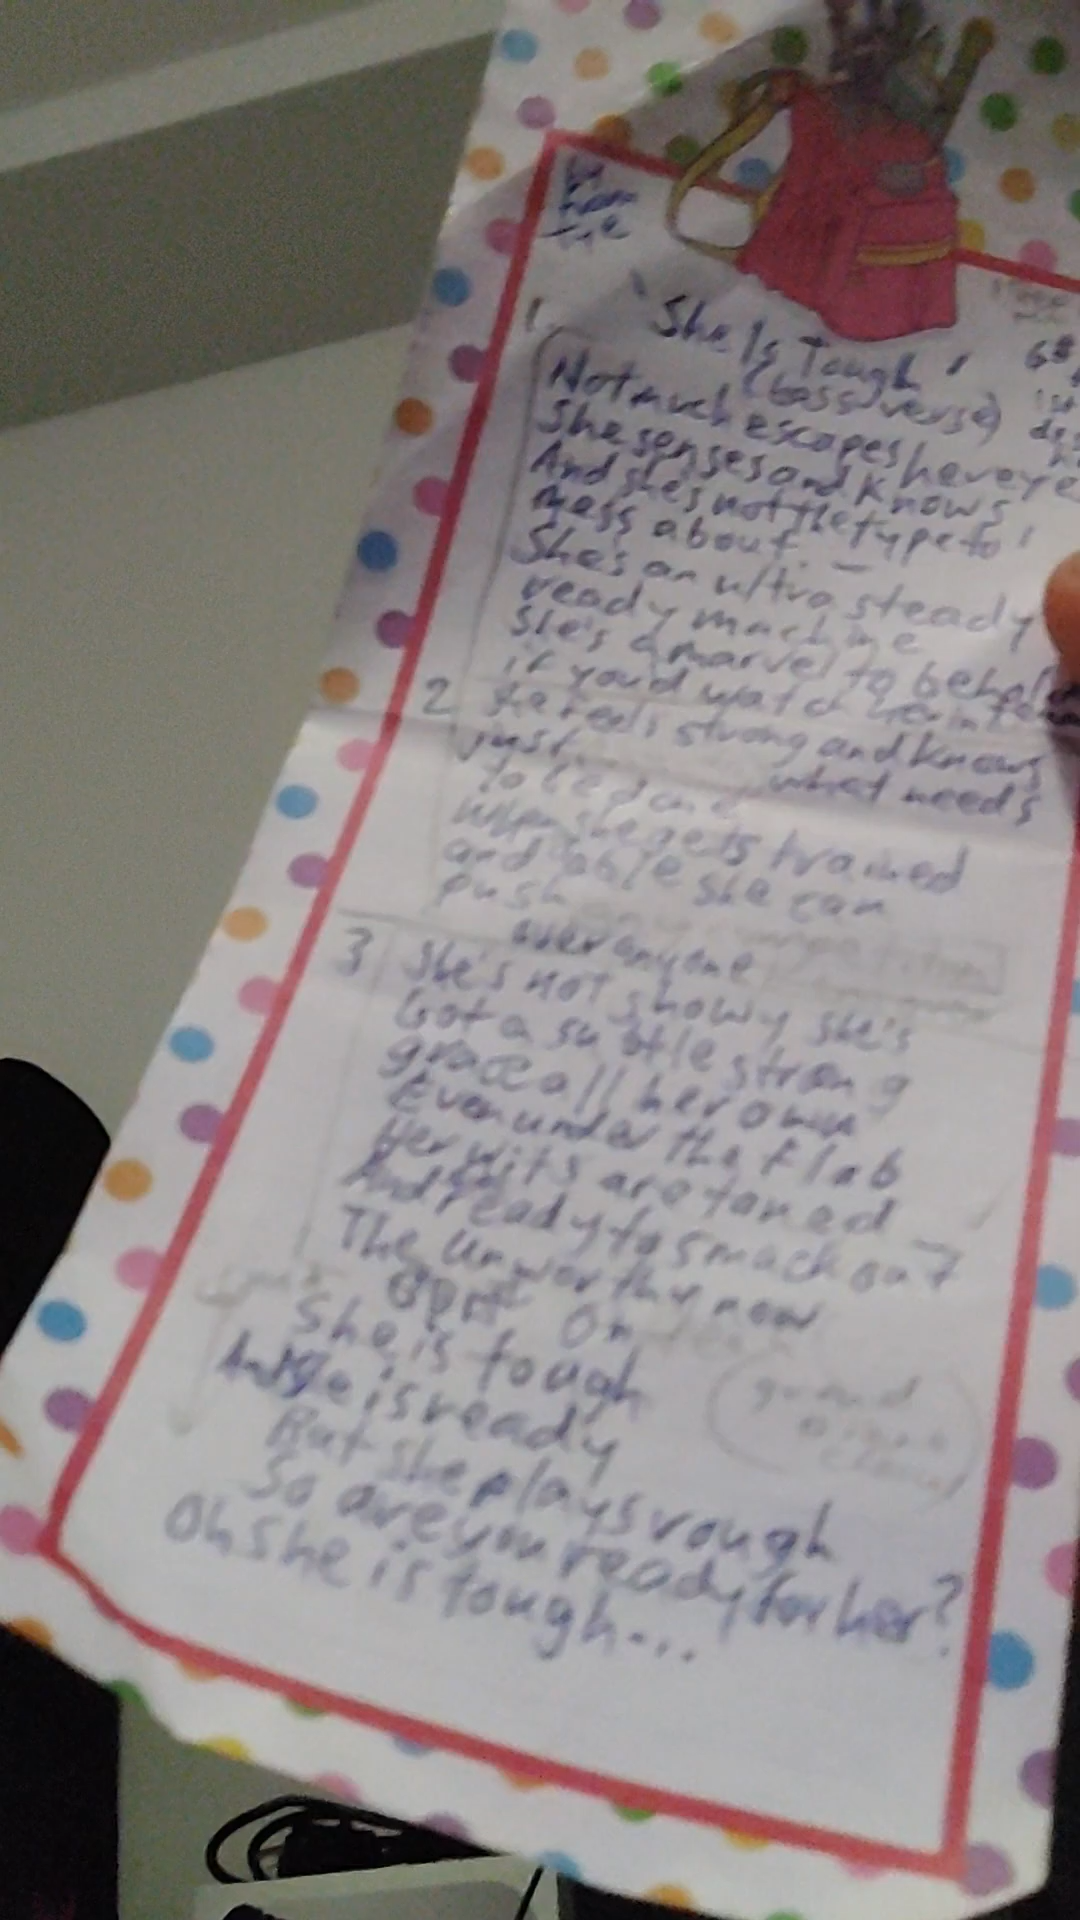 1.
'She Is Tough'
(bass verse)
Not much escapes her eye
She senses and knows
And she's not the type to
mess about.
She's an ultra steady
ready machine
She's a marvel to behold
if you'd watch her in
2 She feels strong and knows
just what needs
to be done
When she gets trained
and able she can
push
over anyone
3 She's not showy she's
Got a subtle strong
grace all her own
Even under the flab
Her wits are toned
And ready to smack out
The unworthy now
On
She is tough
And she is ready
But she plays rough
So are you ready for her?
Oh she is tough...